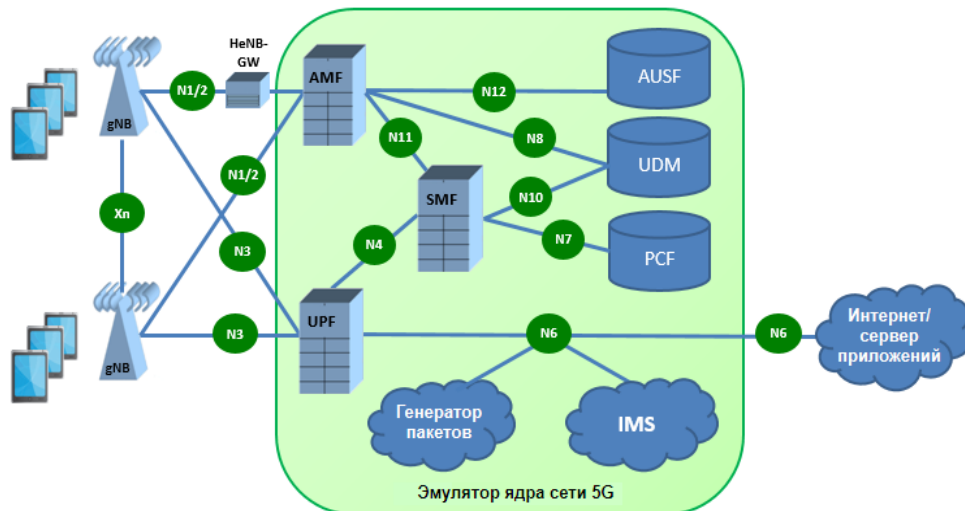 HeNB-
GW
AMF
AUSF
N1/2
N12
gNB
N11
N8
UDM
N1/2
SMF
N10
Xn
N4
N7
PCF
N3
UPF
gNB
N3
N6
N6
Интернет/
сервер
приложений
Генератор
пакетов
IMS
Эмулятор ядра сети 5G